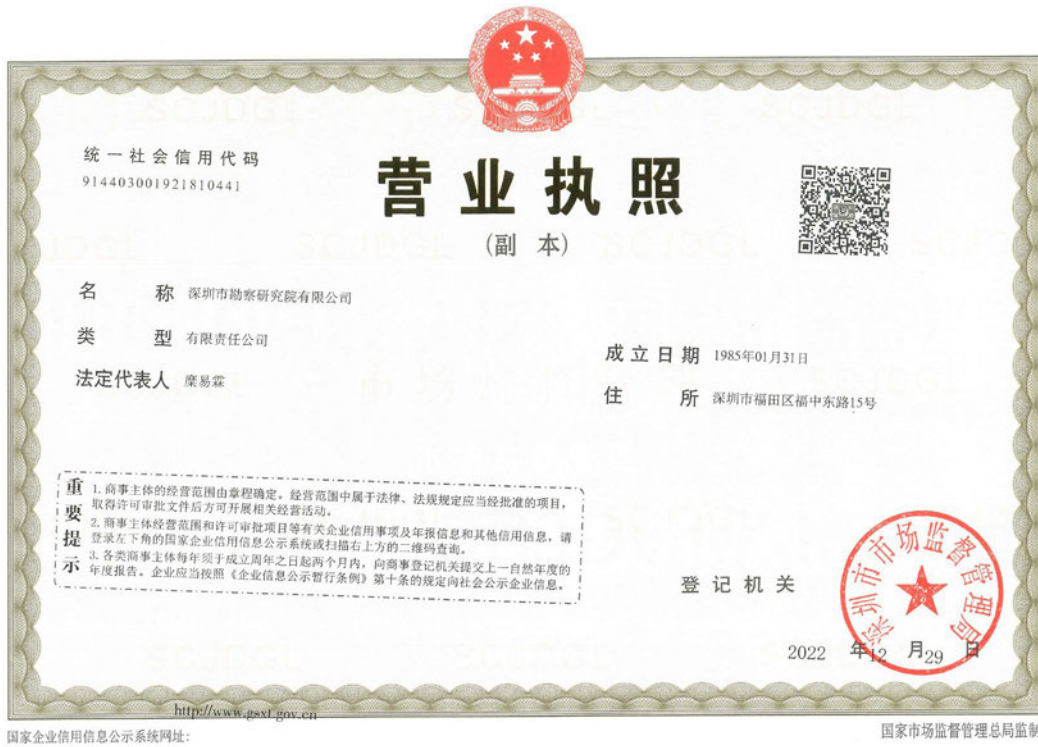 统一社会信用代码
914403001921810441
营业执照
(副 本)
名 称 深圳市勘察研究院有限公司
类 型 有限责任公司
法定代表人 糜易霖
成立日期 1985年01月31日
住 所 深圳市福田区福中东路15号
重要提示
1. 商事主体的经营范围由章程确定。经营范围中属于法律、法规规定应当经批准的项目，
取得许可审批文件后方可开展相关经营活动。
2. 商事主体经营范围和许可审批项目等有关企业信用事项及年报信息和其他信用信息，请
登录左下角的国家企业信用信息公示系统或扫描右上方的二维码查询。
3. 各类商事主体每年须于成立周年之日起两个月内，向商事登记机关提交上一自然年度的
年度报告。企业应当按照《企业信息公示暂行条例》第十条的规定向社会公示企业信息。
登记机关
深圳市市场监督管理局
2022 年12 月29 日
http://www.gsxt.gov.cn
国家企业信用信息公示系统网址：
国家市场监督管理总局监制